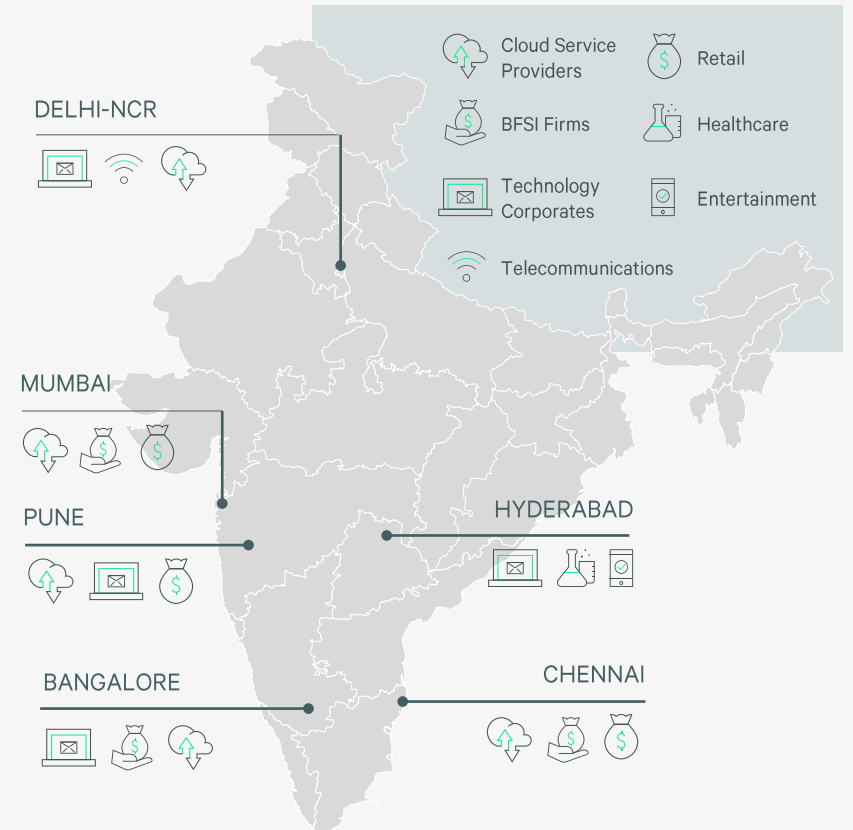 Cloud Service
Providers
Retail
BFSI Firms
Healthcare
Technology
Corporates
Entertainment
Telecommunications
DELHI-NCR
MUMBAI
PUNE
HYDERABAD
BANGALORE
CHENNAI